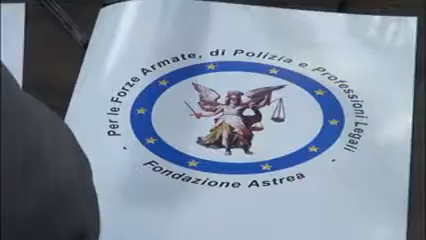 Per le Forze Armate, di Polizia e Professioni Legali
Fondazione Astrea